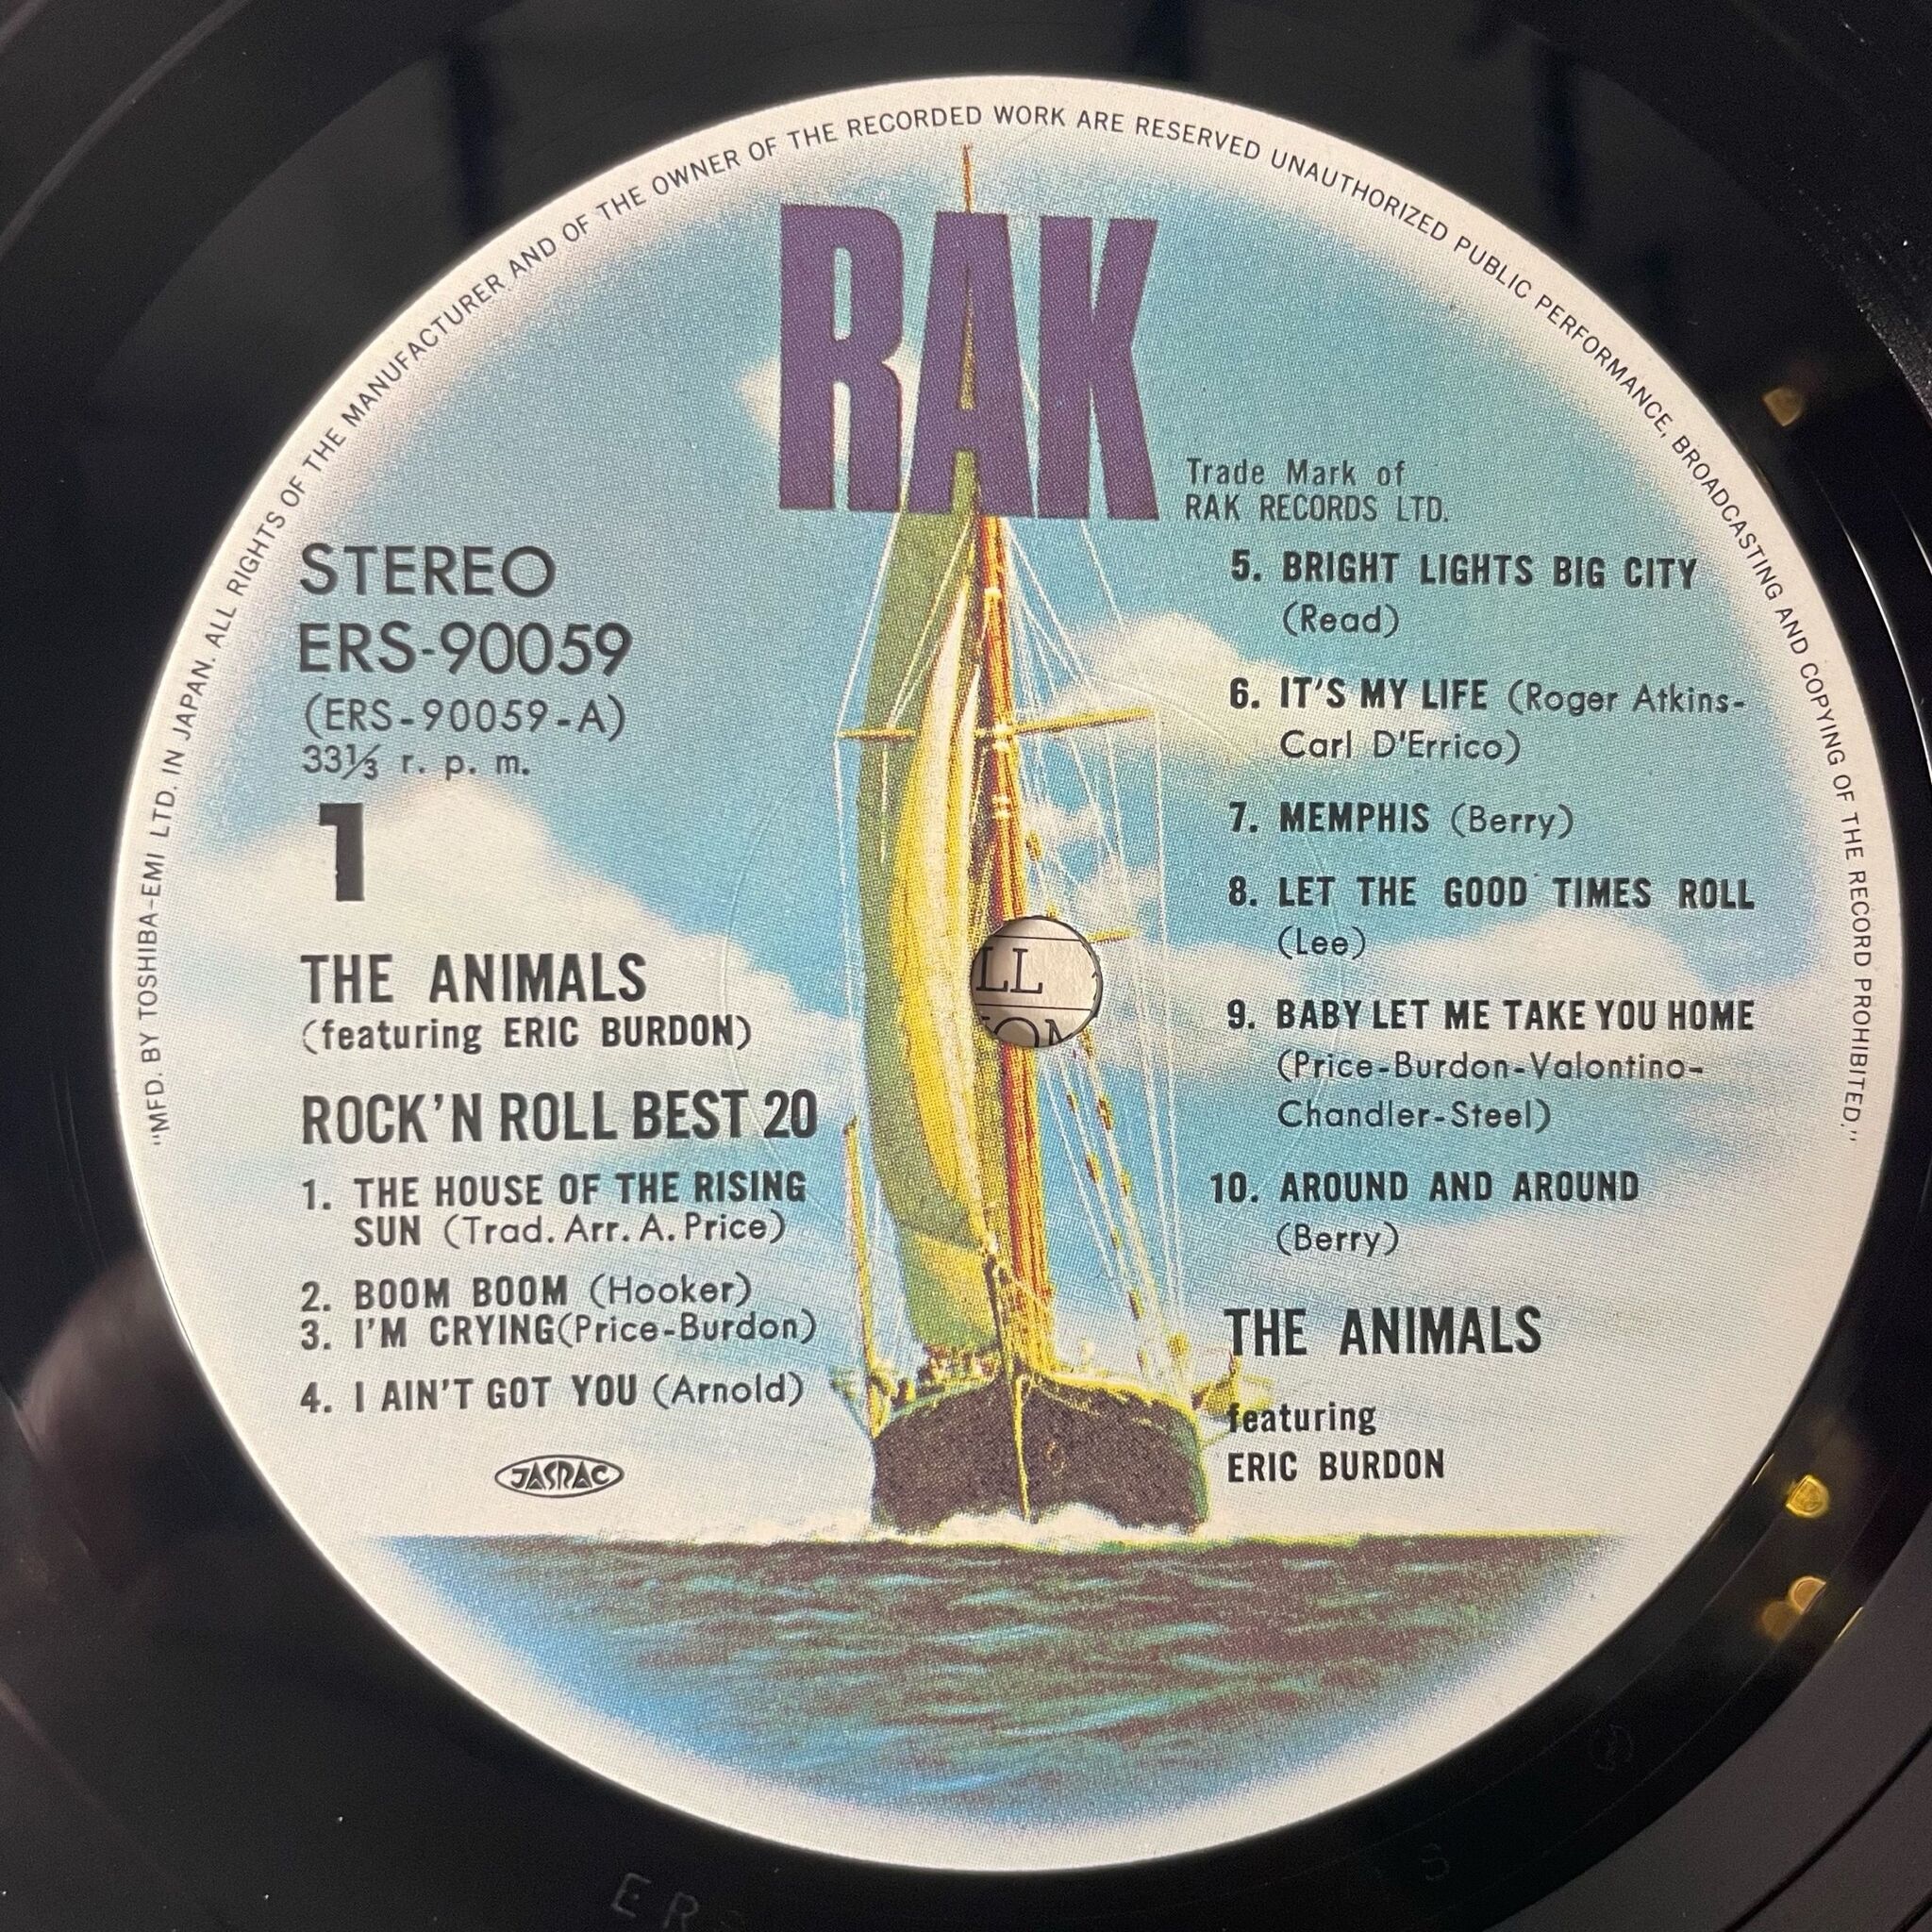 "MFD. BY TOSHIBA-EMI LTD. IN JAPAN. ALL RIGHTS OF THE MANUFACTURER AND OF THE OWNER OF THE RECORDED WORK ARE RESERVED UNAUTHORIZED PUBLIC PERFORMANCE, BROADCASTING AND COPYING OF THE RECORD PROHIBITED."
RAK
Trade Mark of
RAK RECORDS LTD.
STEREO
ERS-90059
(ERS-90059-A)
33⅓ r. p. m.
1
THE ANIMALS
(featuring ERIC BURDON)
ROCK'N ROLL BEST 20
1. THE HOUSE OF THE RISING
SUN (Trad. Arr. A. Price)
2. BOOM BOOM (Hooker)
3. I'M CRYING(Price-Burdon)
4. I AIN'T GOT YOU (Arnold)
JASRAC
5. BRIGHT LIGHTS BIG CITY
(Read)
6. IT'S MY LIFE (Roger Atkins-
Carl D'Errico)
7. MEMPHIS (Berry)
8. LET THE GOOD TIMES ROLL
(Lee)
9. BABY LET ME TAKE YOU HOME
(Price-Burdon-Valontino-
Chandler-Steel)
10. AROUND AND AROUND
(Berry)
THE ANIMALS
featuring
ERIC BURDON
LL